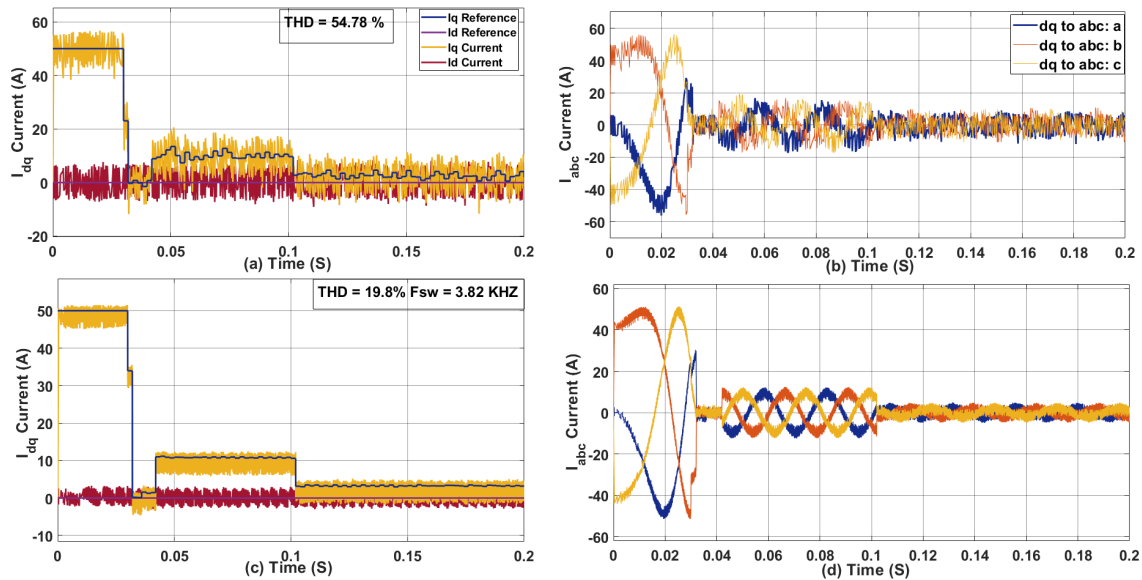 THD = 54.78 %
Iq Reference
Id Reference
Iq Current
Id Current
I_dq Current (A)
60
40
20
0
-20
0
0.05
0.1
0.15
0.2
(a) Time (S)
dq to abc: a
dq to abc: b
dq to abc: c
I_abc Current (A)
60
40
20
0
-20
-40
-60
0 0.02 0.04 0.06 0.08 0.1 0.12 0.14 0.16 0.18 0.2
(b) Time (S)
THD = 19.8% Fsw = 3.82 KHZ
I_dq Current (A)
50
40
30
20
10
0
-10
0
0.05
0.1
0.15
0.2
(c) Time (S)
I_abc Current (A)
60
40
20
0
-20
-40
-60
0 0.02 0.04 0.06 0.08 0.1 0.12 0.14 0.16 0.18 0.2
(d) Time (S)